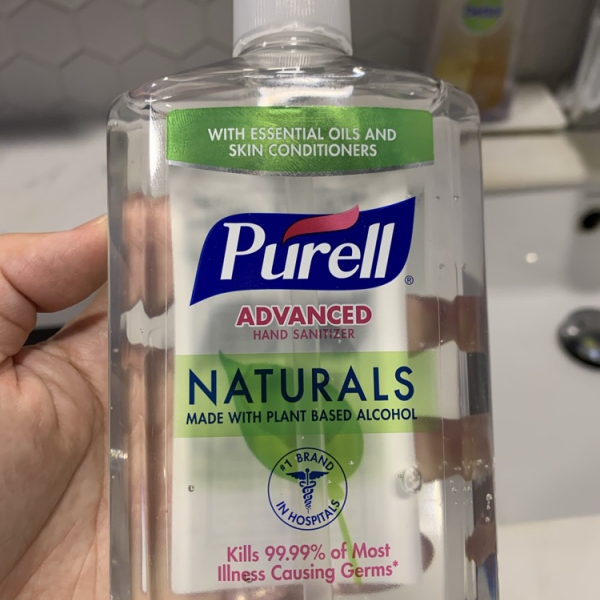 WITH ESSENTIAL OILS AND
SKIN CONDITIONERS
PURELL®
ADVANCED
HAND SANITIZER
NATURALS
MADE WITH PLANT BASED ALCOHOL
#1 BRAND
IN HOSPITALS
Kills 99.99% of Most
Illness Causing Germs*